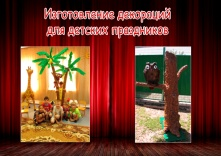 Изготовление декораций
для детских праздников